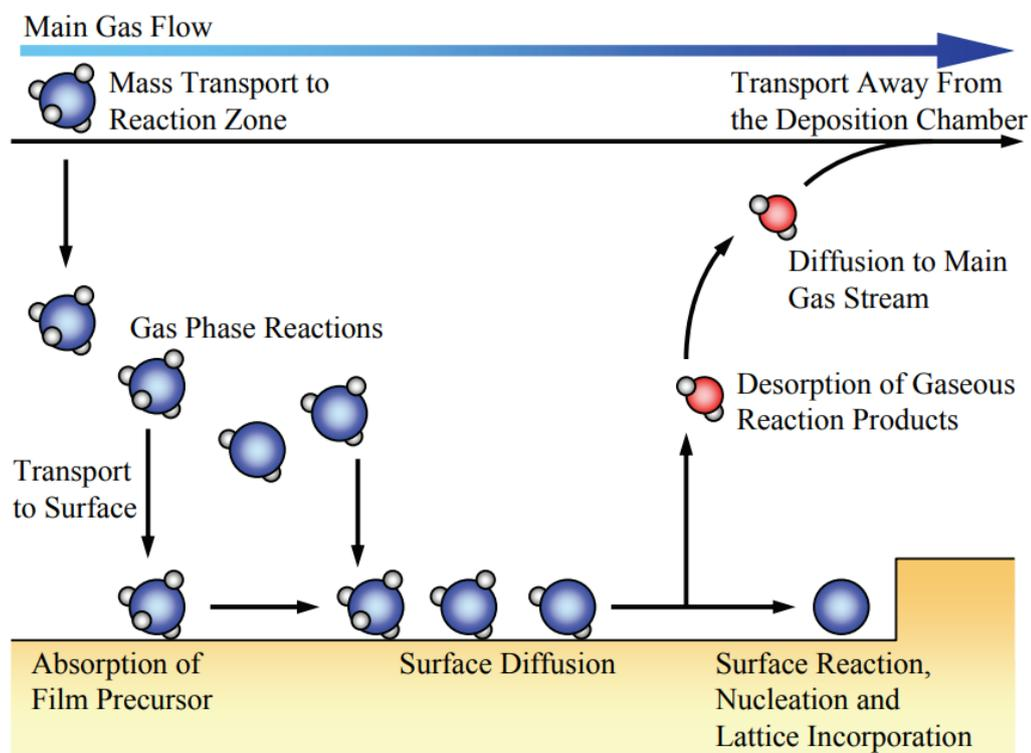 Main Gas Flow
Mass Transport to
Reaction Zone
Transport Away From
the Deposition Chamber
Diffusion to Main
Gas Stream
Gas Phase Reactions
Desorption of Gaseous
Reaction Products
Transport
to Surface
Absorption of
Film Precursor
Surface Diffusion
Surface Reaction,
Nucleation and
Lattice Incorporation